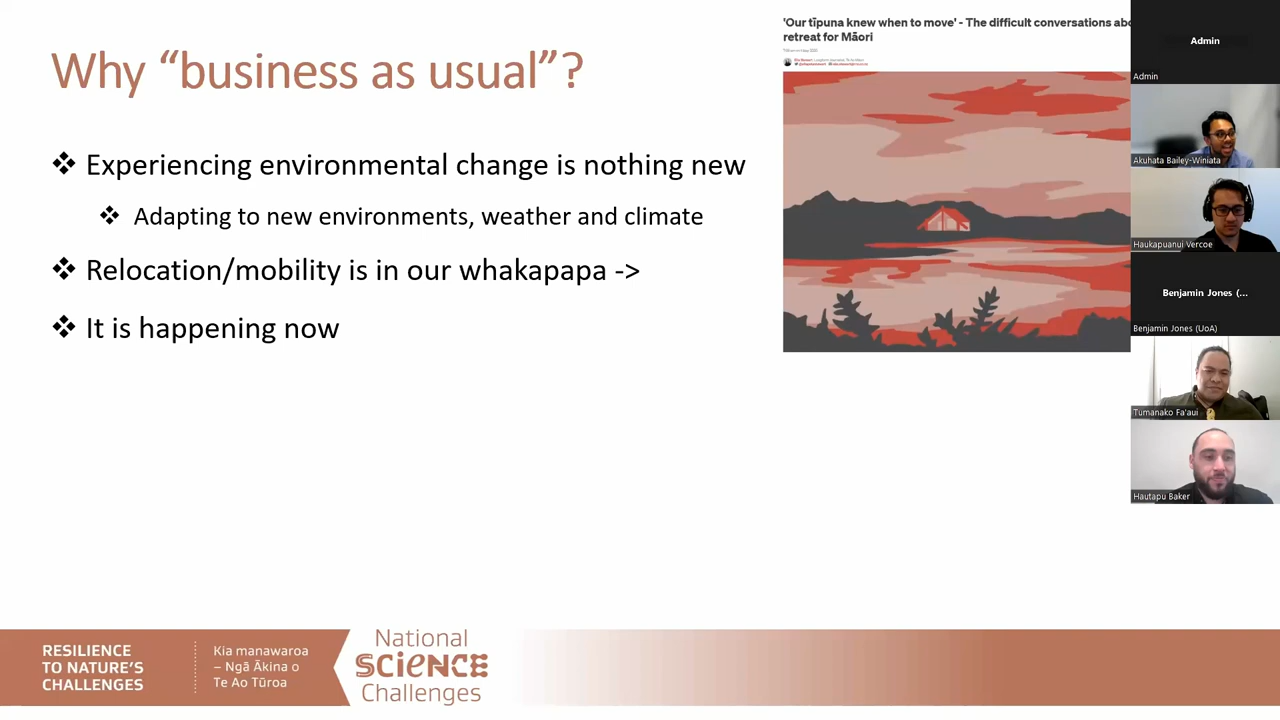 Why “business as usual”?
❖ Experiencing environmental change is nothing new
❖ Adapting to new environments, weather and climate
❖ Relocation/mobility is in our whakapapa ->
❖ It is happening now
'Our tīpuna knew when to move' - The difficult conversations abo
retreat for Māori
Admin
Admin
Akuhata Bailey-Winiata
Haukapuanui Vercoe
Benjamin Jones (...
Benjamin Jones (UoA)
Tumanako Fa'aui
Hautapu Baker
RESILIENCE
TO NATURE'S
CHALLENGES
Kia manawaroa
– Ngā Ākina o
Te Ao Tūroa
National
SCIENCE
Challenges